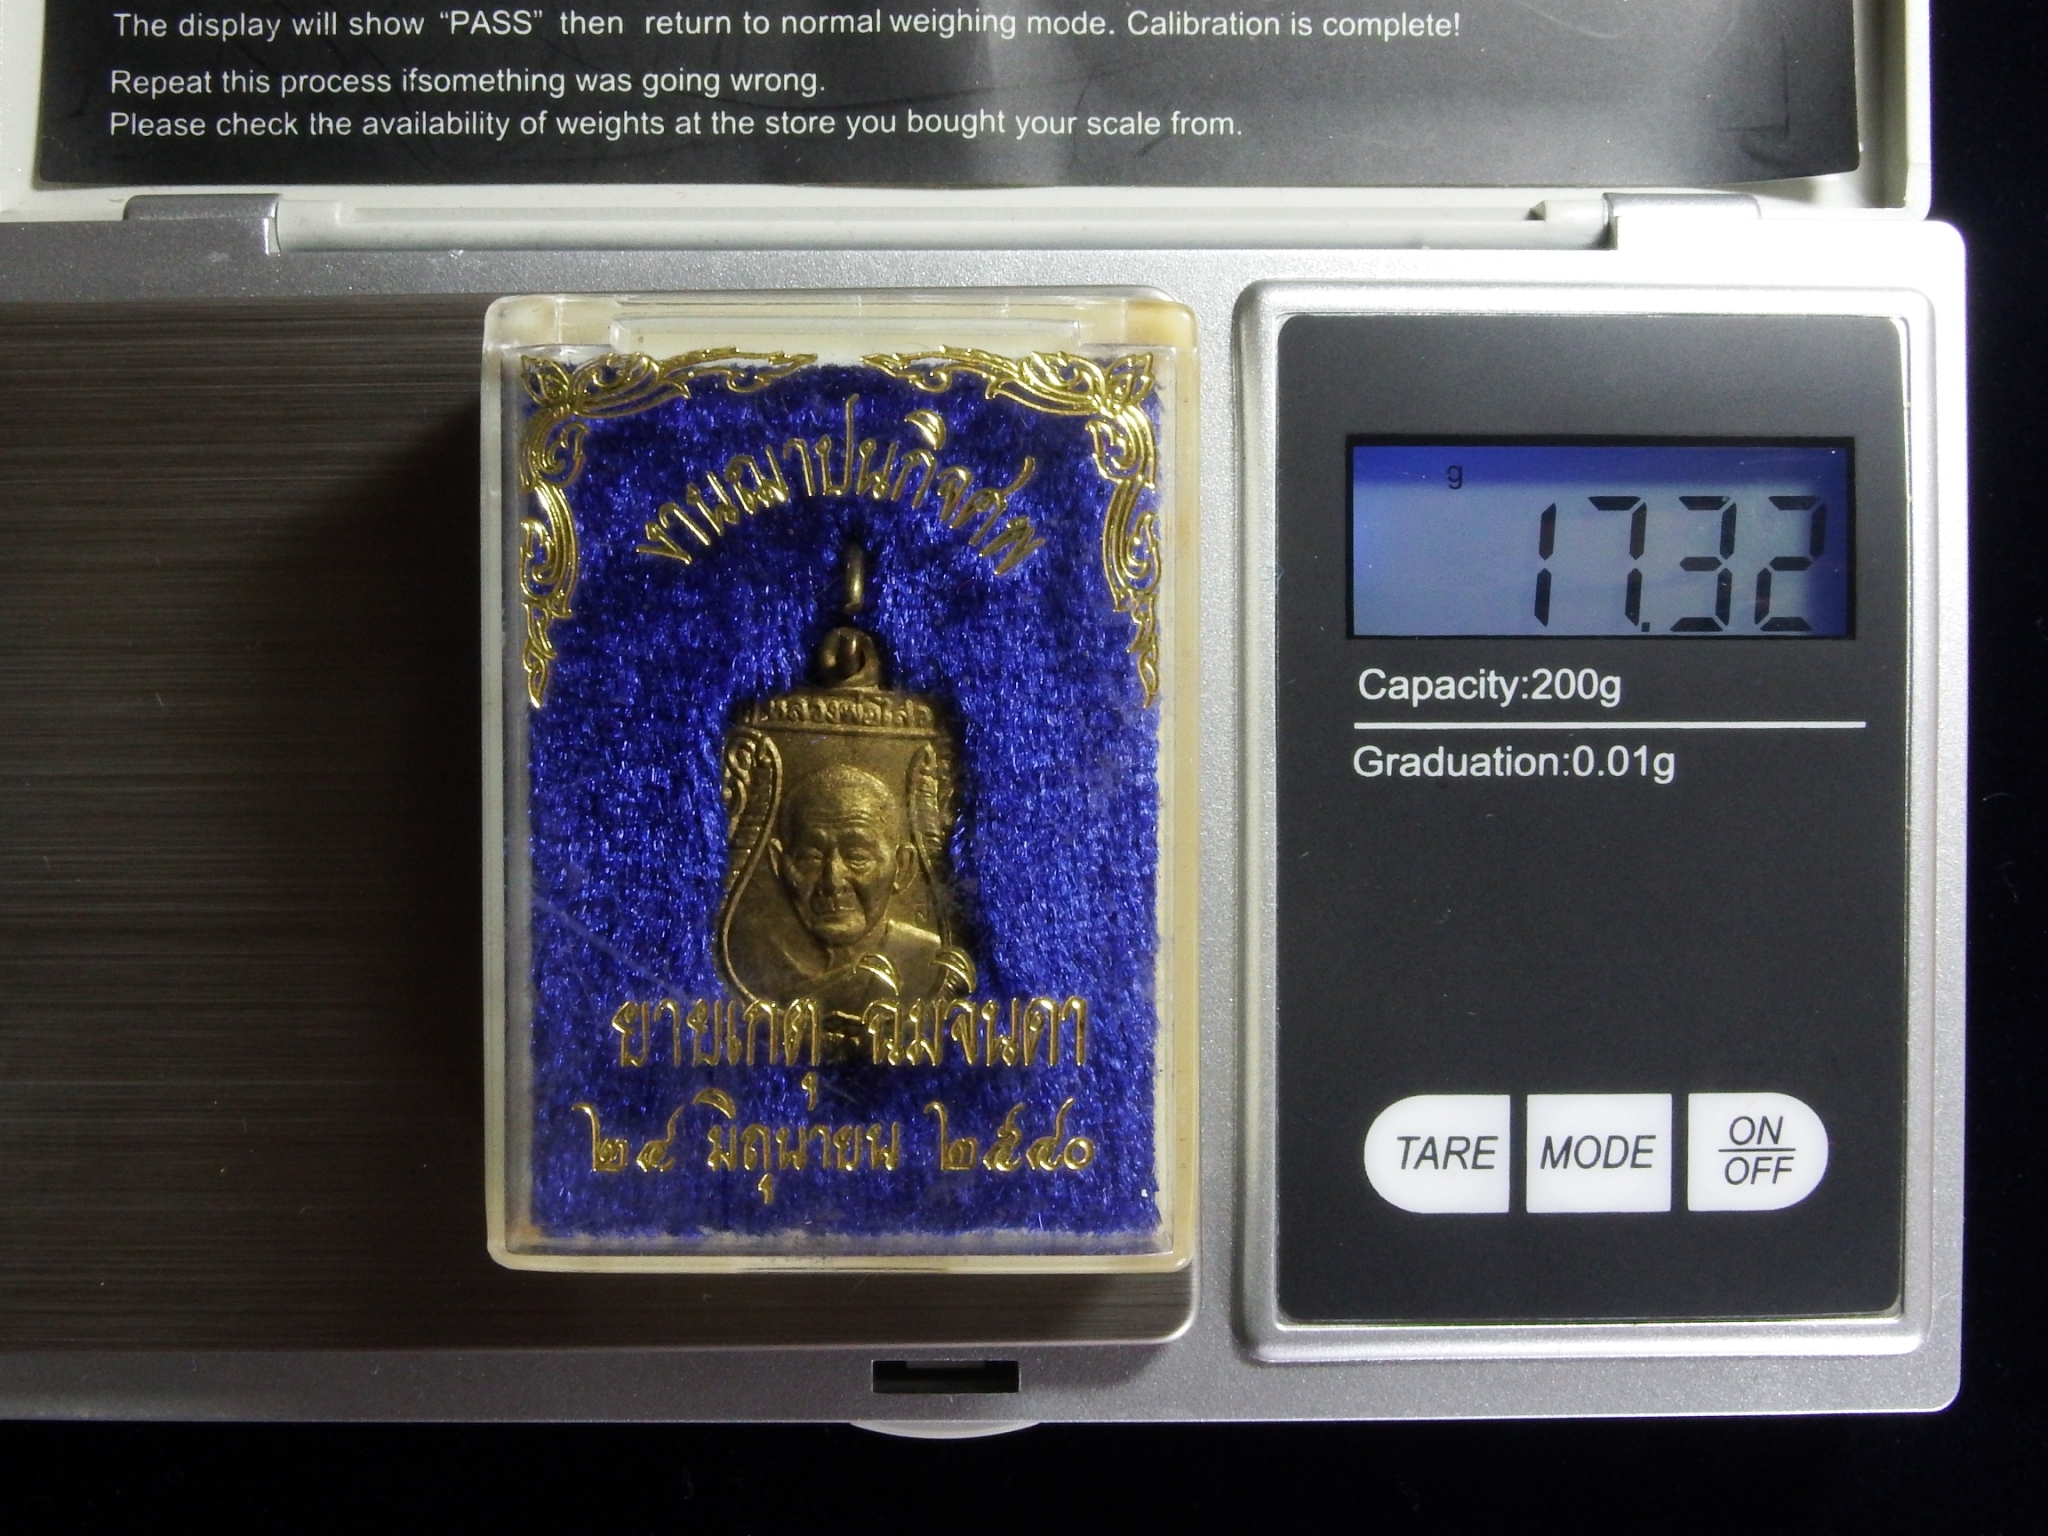 The display will show “PASS” then return to normal weighing mode. Calibration is complete!
Repeat this process ifsomething was going wrong.
Please check the availability of weights at the store you bought your scale from.
งานฌาปนกิจศพ
หลวงพ่อโส
ยายเกตุ ฉิมจินดา
๒๔ มิถุนายน ๒๕๔๐
g
17.32
Capacity:200g
Graduation:0.01g
TARE
MODE
ON
OFF